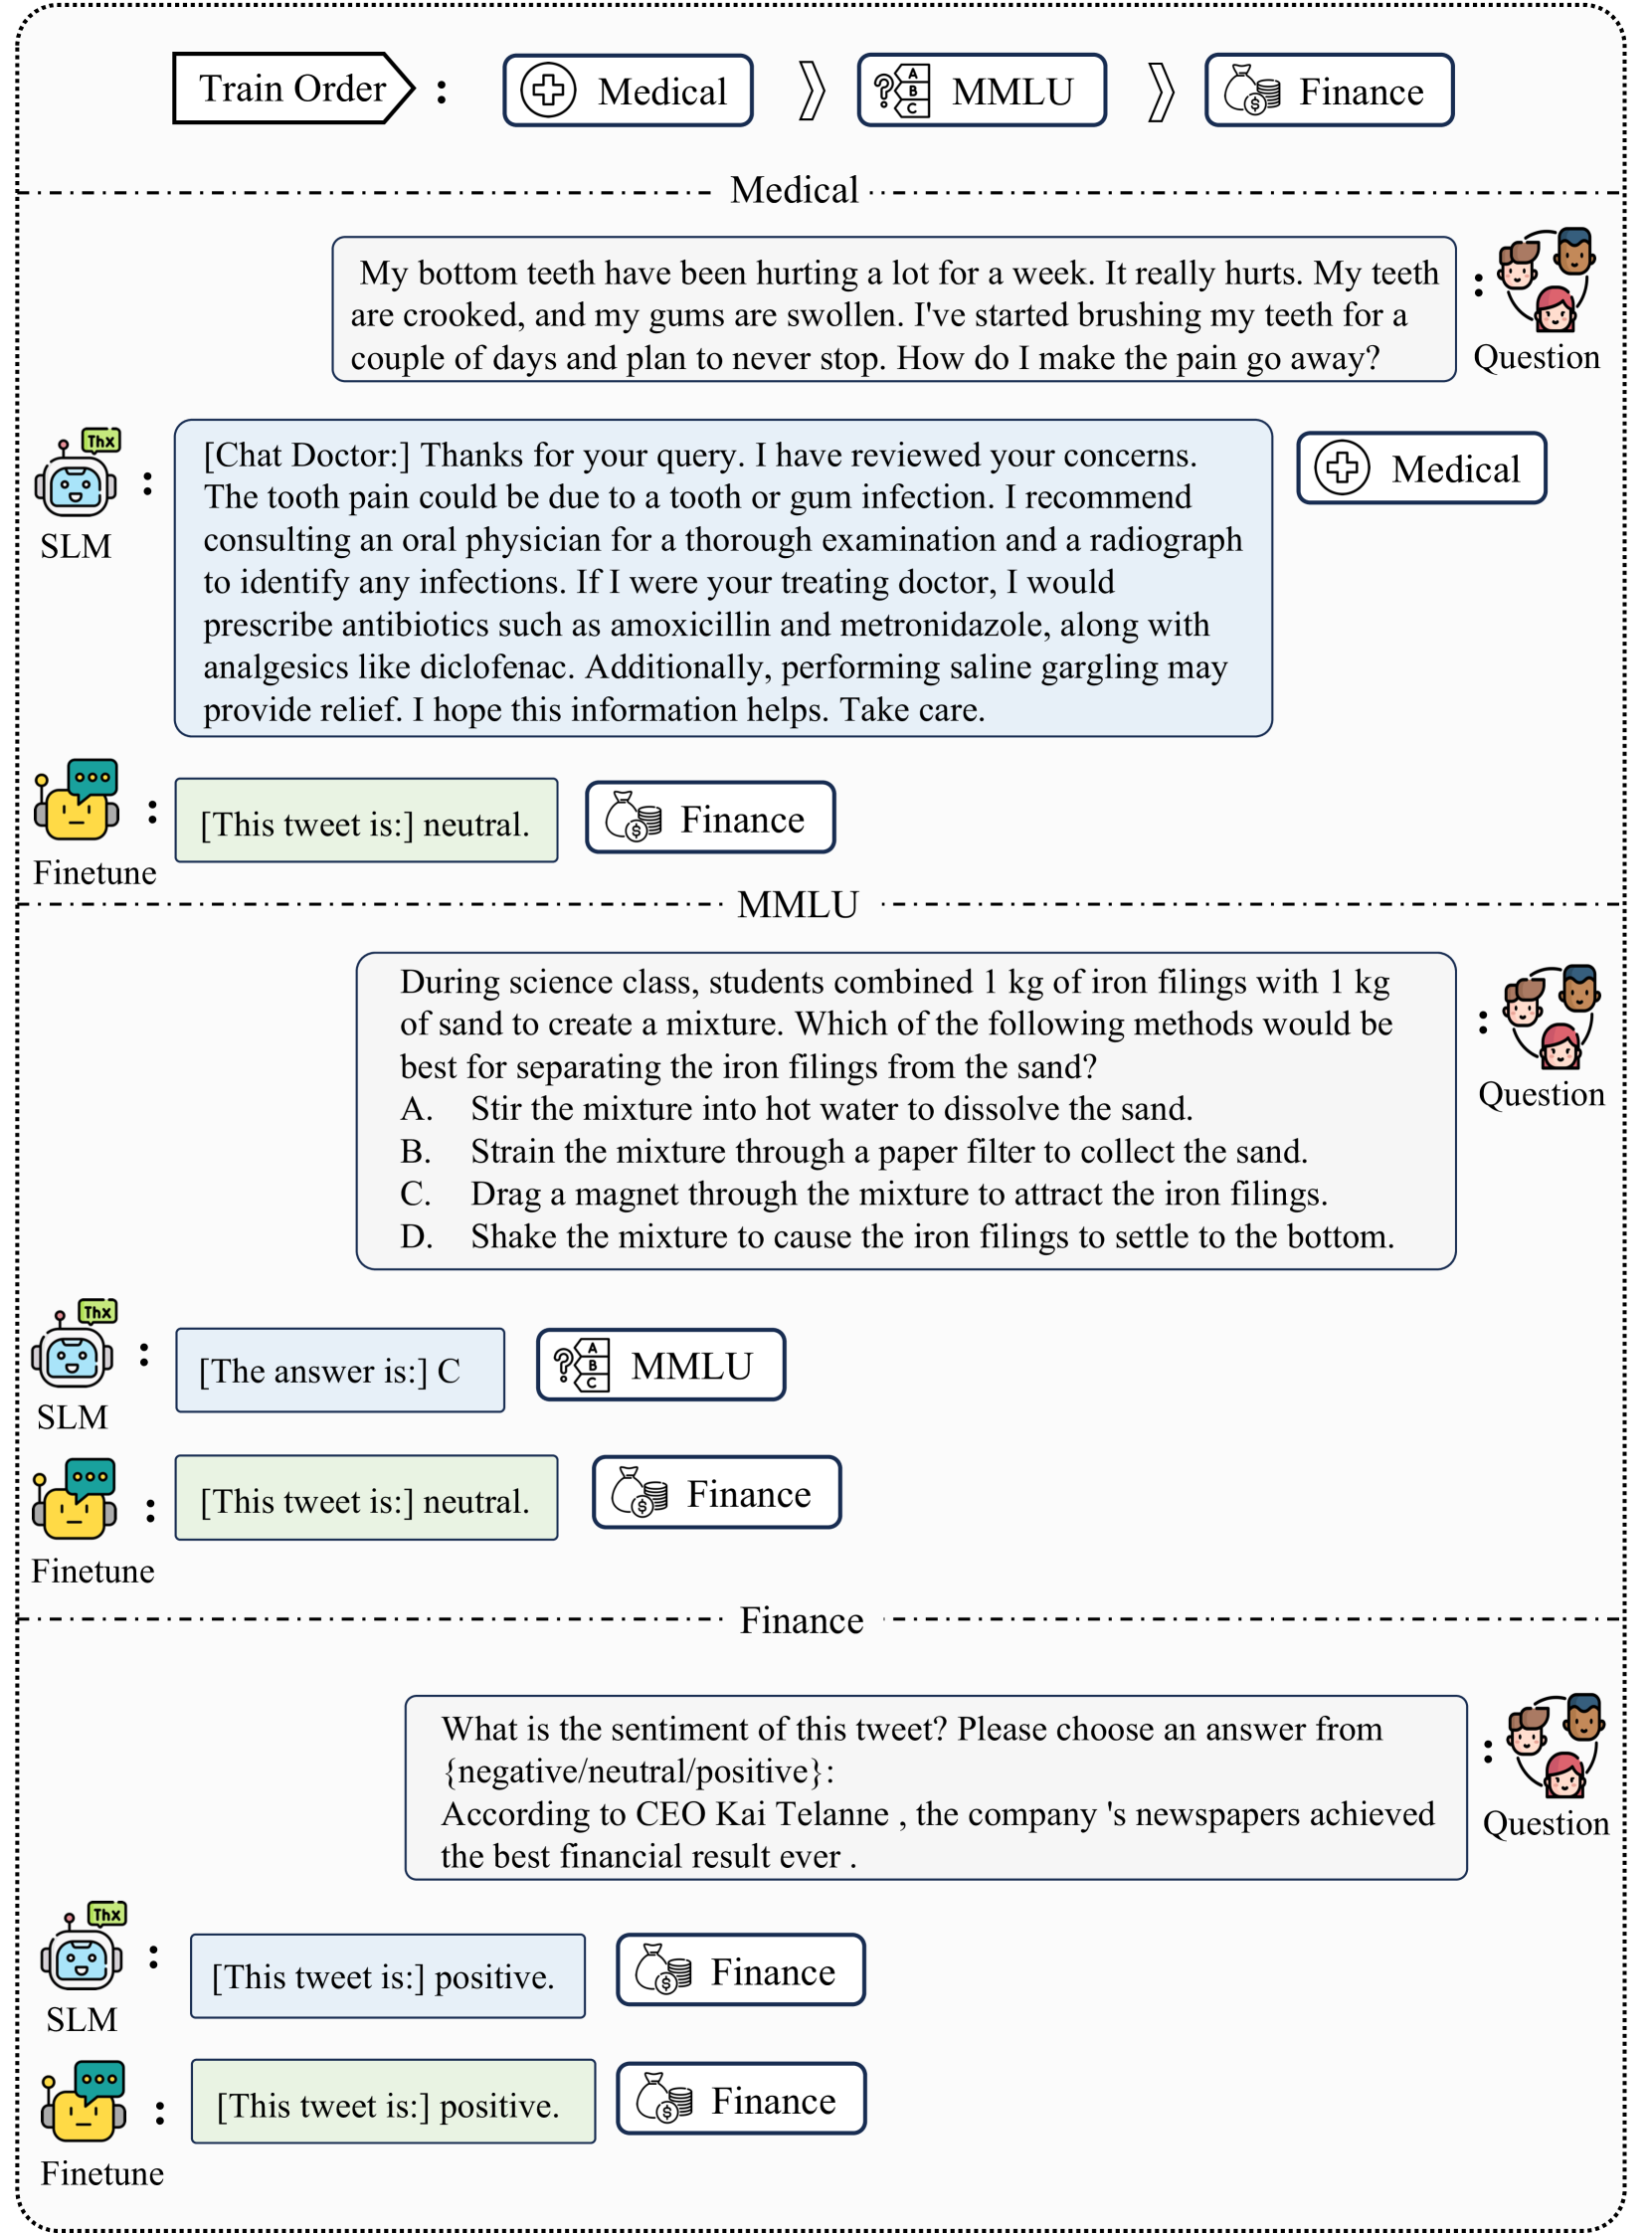 Train Order : Medical MMLU Finance
Medical
My bottom teeth have been hurting a lot for a week. It really hurts. My teeth
are crooked, and my gums are swollen. I've started brushing my teeth for a
couple of days and plan to never stop. How do I make the pain go away?
:
Question
Thx
SLM
:
[Chat Doctor:] Thanks for your query. I have reviewed your concerns.
The tooth pain could be due to a tooth or gum infection. I recommend
consulting an oral physician for a thorough examination and a radiograph
to identify any infections. If I were your treating doctor, I would
prescribe antibiotics such as amoxicillin and metronidazole, along with
analgesics like diclofenac. Additionally, performing saline gargling may
provide relief. I hope this information helps. Take care.
Medical
Finetune
:
[This tweet is:] neutral.
Finance
MMLU
During science class, students combined 1 kg of iron filings with 1 kg
of sand to create a mixture. Which of the following methods would be
best for separating the iron filings from the sand?
A. Stir the mixture into hot water to dissolve the sand.
B. Strain the mixture through a paper filter to collect the sand.
C. Drag a magnet through the mixture to attract the iron filings.
D. Shake the mixture to cause the iron filings to settle to the bottom.
:
Question
Thx
SLM
:
[The answer is:] C
? A B C MMLU
Finetune
:
[This tweet is:] neutral.
Finance
Finance
What is the sentiment of this tweet? Please choose an answer from
{negative/neutral/positive}:
According to CEO Kai Telanne , the company 's newspapers achieved
the best financial result ever .
:
Question
Thx
SLM
:
[This tweet is:] positive.
Finance
Finetune
:
[This tweet is:] positive.
Finance